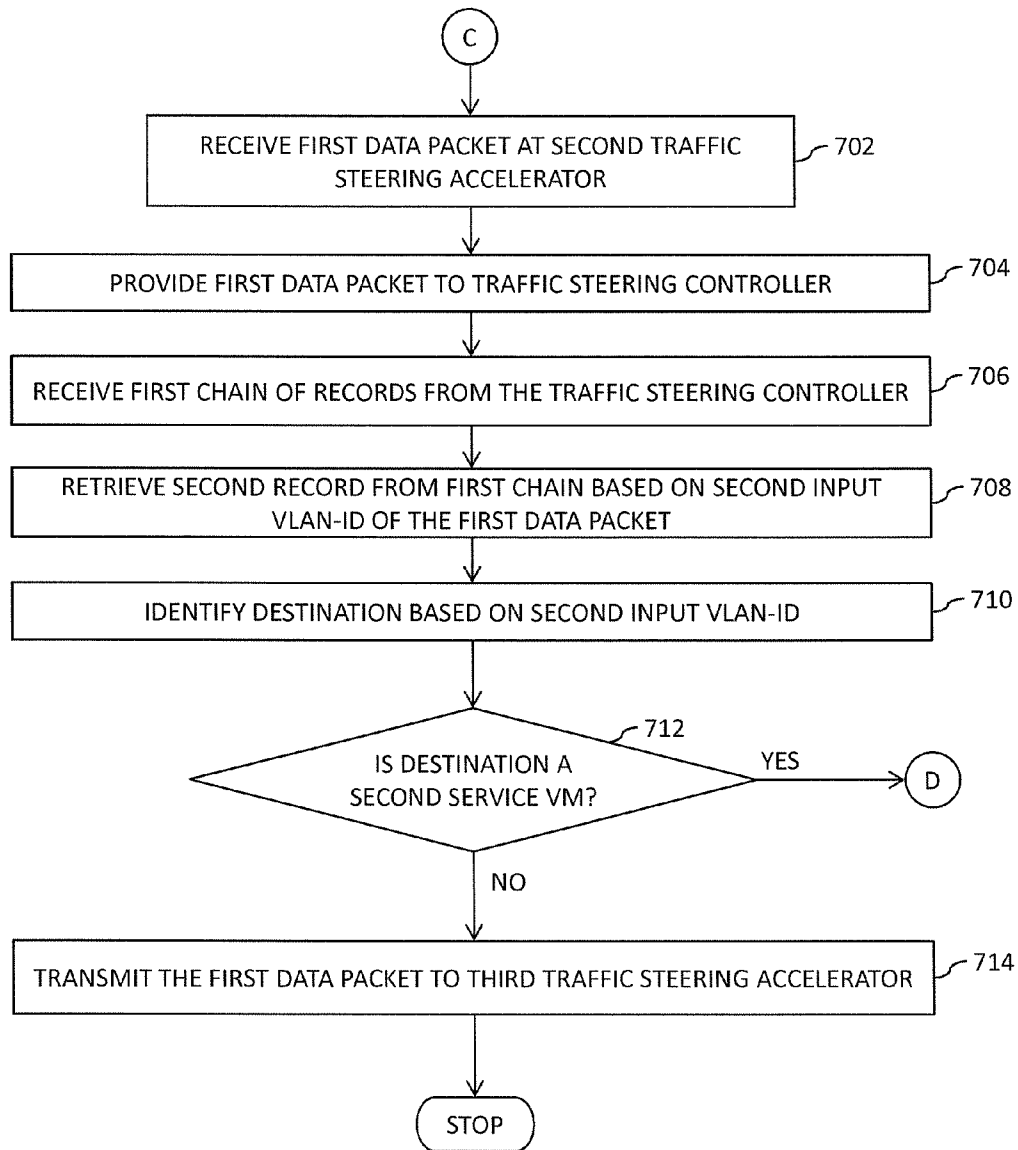 C
RECEIVE FIRST DATA PACKET AT SECOND TRAFFIC
STEERING ACCELERATOR
702
PROVIDE FIRST DATA PACKET TO TRAFFIC STEERING CONTROLLER
704
RECEIVE FIRST CHAIN OF RECORDS FROM THE TRAFFIC STEERING CONTROLLER
706
RETRIEVE SECOND RECORD FROM FIRST CHAIN BASED ON SECOND INPUT
VLAN-ID OF THE FIRST DATA PACKET
708
IDENTIFY DESTINATION BASED ON SECOND INPUT VLAN-ID
710
712
IS DESTINATION A
SECOND SERVICE VM?
YES
D
NO
TRANSMIT THE FIRST DATA PACKET TO THIRD TRAFFIC STEERING ACCELERATOR
714
STOP